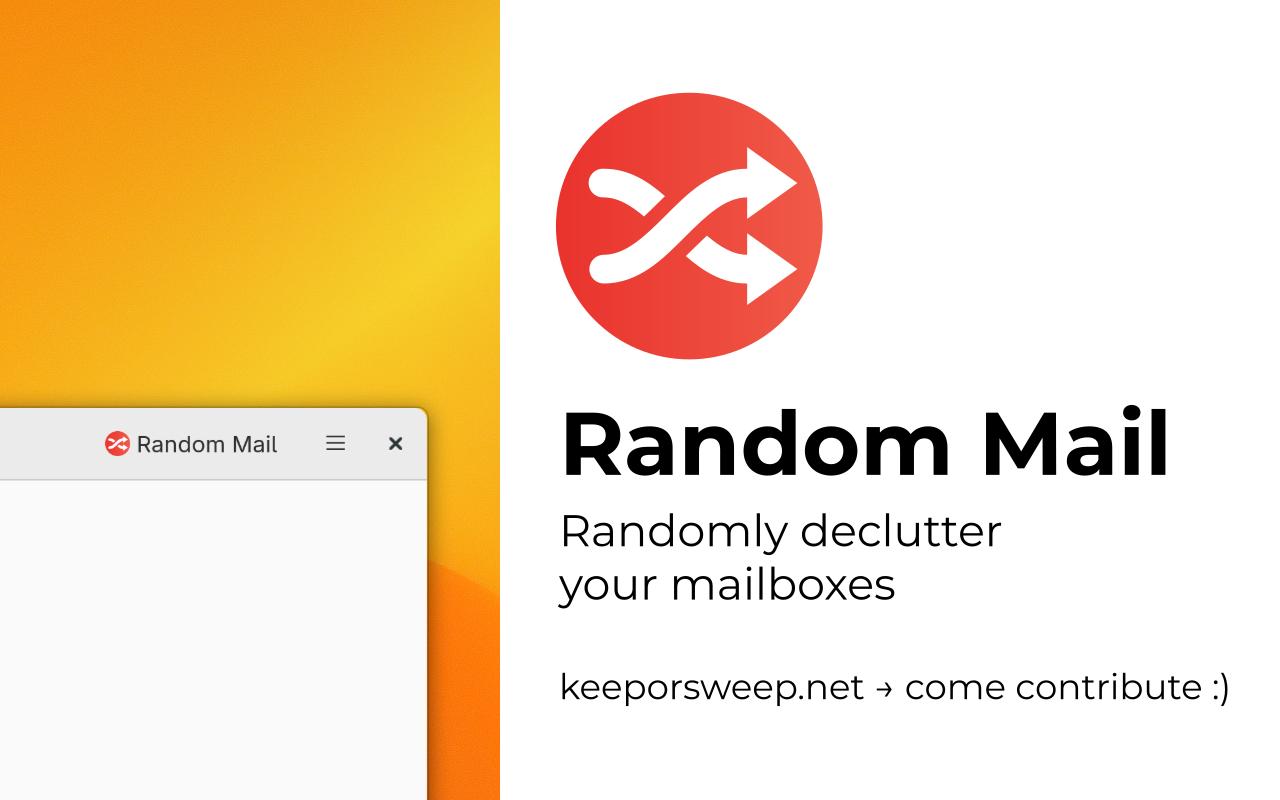 Random Mail
Random Mail
Randomly declutter
your mailboxes
keeporsweep.net → come contribute :)